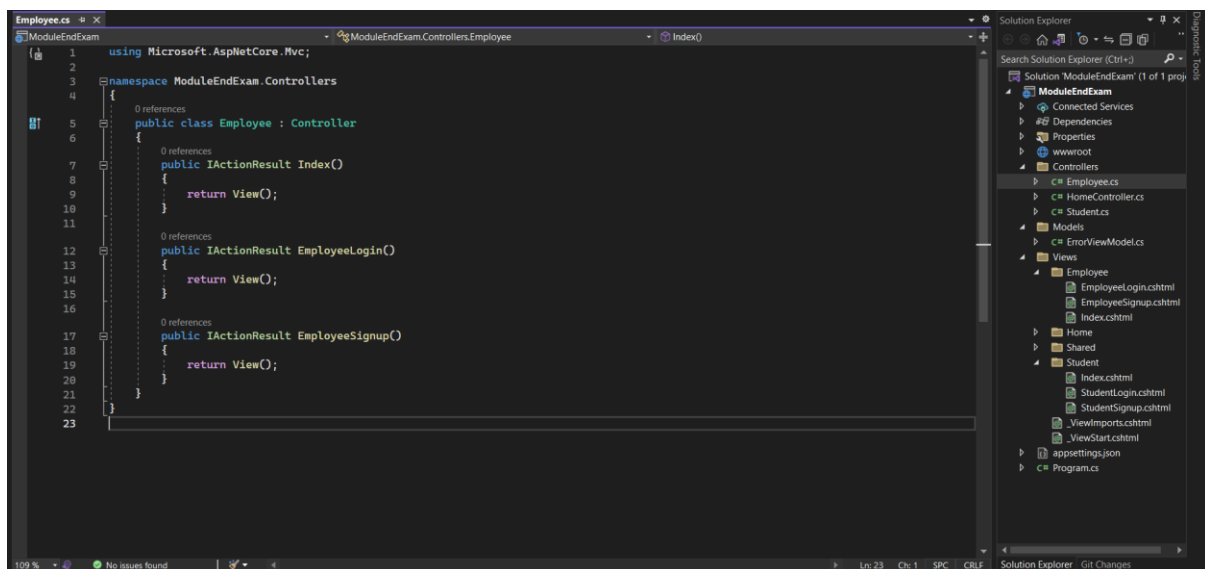 Employee.cs
ModuleEndExam
ModuleEndExam.Controllers.Employee
Index()
1 using Microsoft.AspNetCore.Mvc;
2
3 namespace ModuleEndExam.Controllers
4 {
0 references
5 public class Employee : Controller
6 {
0 references
7 public IActionResult Index()
8 {
9 return View();
10 }
11
0 references
12 public IActionResult EmployeeLogin()
13 {
14 return View();
15 }
16
0 references
17 public IActionResult EmployeeSignup()
18 {
19 return View();
20 }
21 }
22 }
23
109 % No issues found Ln: 23 Ch: 1 SPC CRLF
Solution Explorer
Search Solution Explorer (Ctrl+;)
Solution 'ModuleEndExam' (1 of 1 proj
ModuleEndExam
Connected Services
Dependencies
Properties
wwwroot
Controllers
C# Employee.cs
C# HomeController.cs
C# Student.cs
Models
C# ErrorViewModel.cs
Views
Employee
EmployeeLogin.cshtml
EmployeeSignup.cshtml
Index.cshtml
Home
Shared
Student
Index.cshtml
StudentLogin.cshtml
StudentSignup.cshtml
_ViewImports.cshtml
_ViewStart.cshtml
appsettings.json
C# Program.cs
Solution Explorer Git Changes
Diagnostic Tools